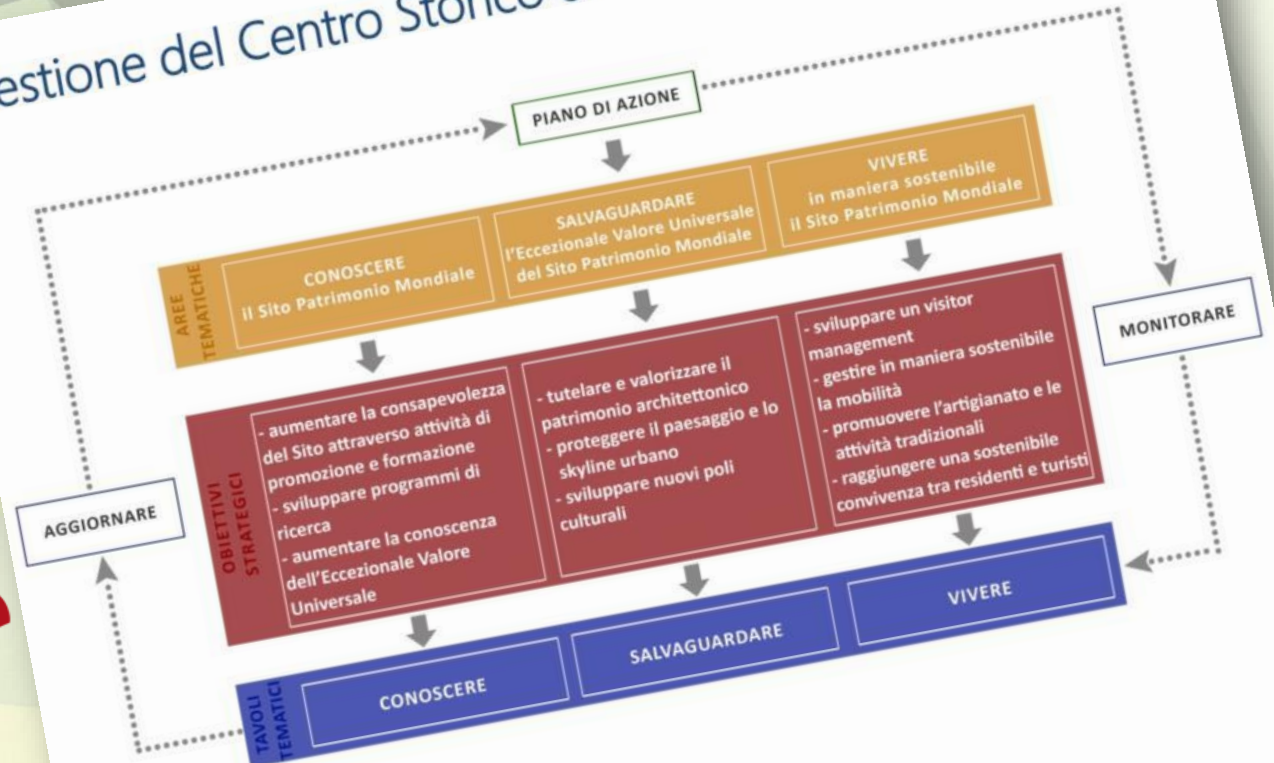 estione del Centro Storico
PIANO DI AZIONE
AREE
TEMATICHE
CONOSCERE
il Sito Patrimonio Mondiale
SALVAGUARDARE
l'Eccezionale Valore Universale
del Sito Patrimonio Mondiale
VIVERE
in maniera sostenibile
il Sito Patrimonio Mondiale
MONITORARE
OBIETTIVI
STRATEGICI
- aumentare la consapevolezza
del Sito attraverso attività di
promozione e formazione
- sviluppare programmi di
ricerca
- aumentare la conoscenza
dell'Eccezionale Valore
Universale
- tutelare e valorizzare il
patrimonio architettonico
- proteggere il paesaggio e lo
skyline urbano
- sviluppare nuovi poli
culturali
- sviluppare un visitor
management
- gestire in maniera sostenibile
la mobilità
- promuovere l'artigianato e le
attività tradizionali
- raggiungere una sostenibile
convivenza tra residenti e turisti
AGGIORNARE
TAVOLI
TEMATICI
CONOSCERE
SALVAGUARDARE
VIVERE